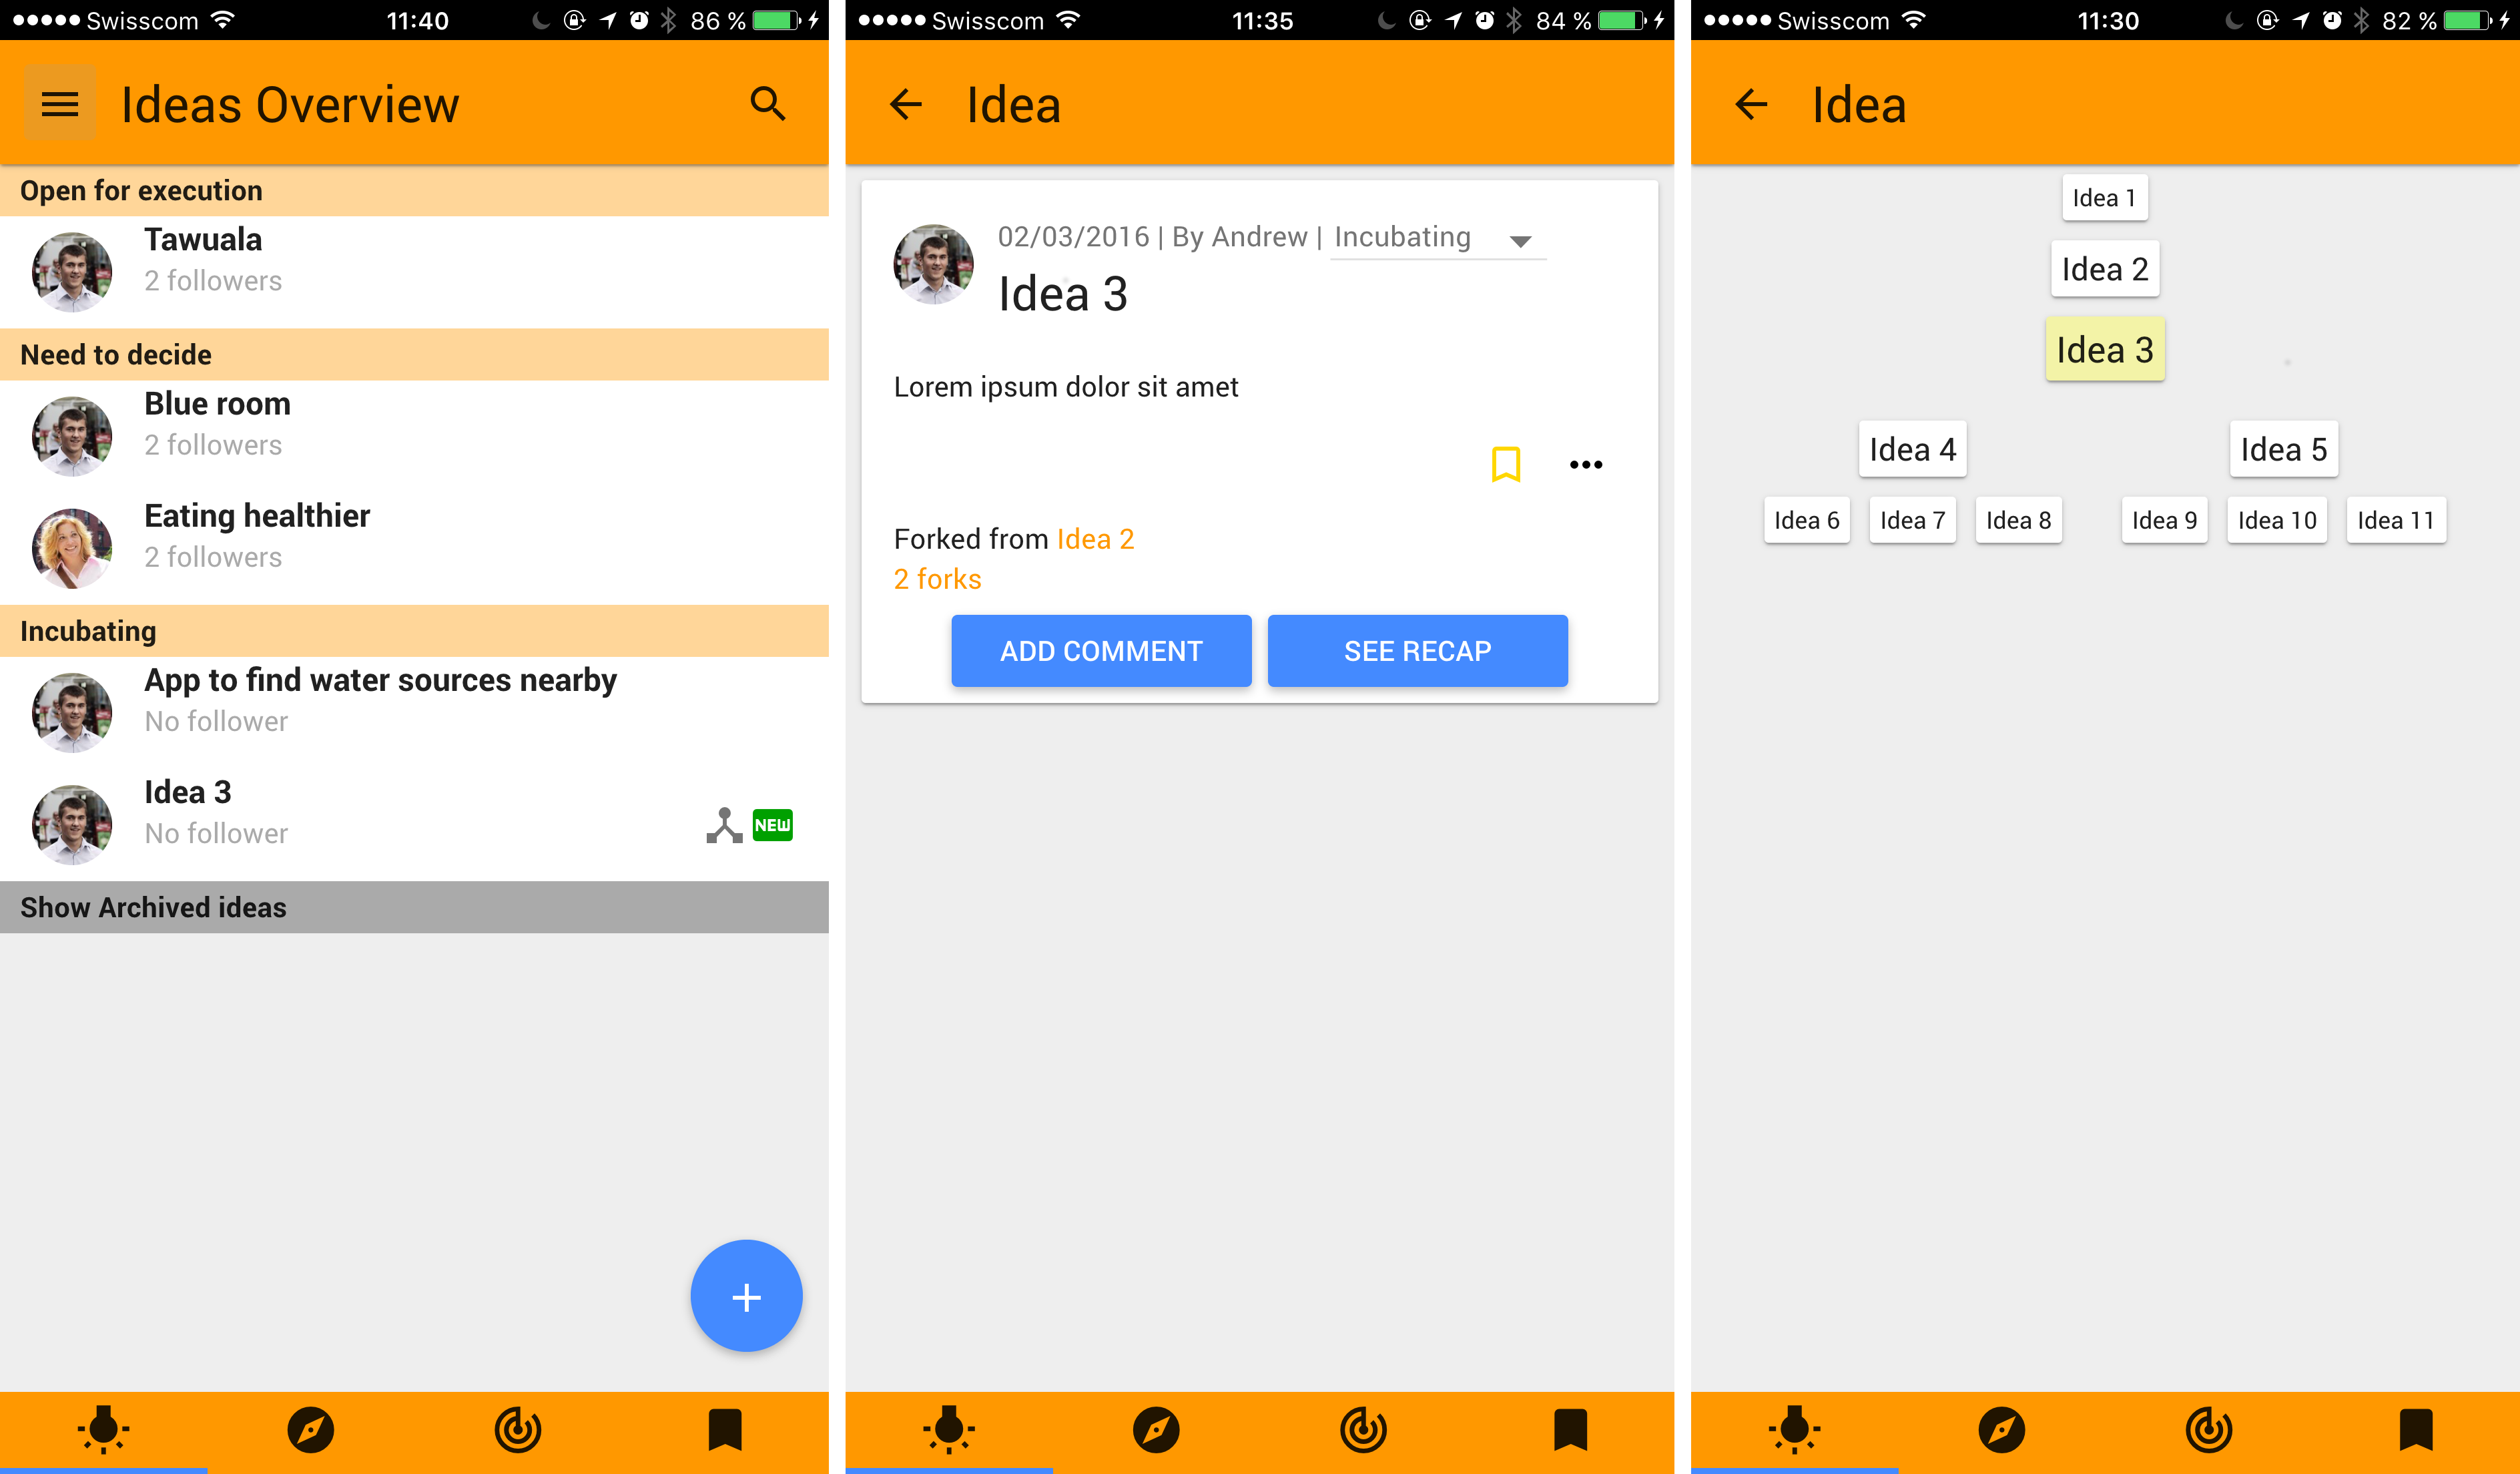 Swisscom 11:40 86 %
Ideas Overview
Open for execution
Tawuala
2 followers
Need to decide
Blue room
2 followers
Eating healthier
2 followers
Incubating
App to find water sources nearby
No follower
Idea 3
No follower
NEW
Show Archived ideas
Swisscom 11:35 84 %
Idea
02/03/2016 | By Andrew | Incubating
Idea 3
Lorem ipsum dolor sit amet
Forked from Idea 2
2 forks
ADD COMMENT SEE RECAP
Swisscom 11:30 82 %
Idea
Idea 1
Idea 2
Idea 3
Idea 4 Idea 5
Idea 6 Idea 7 Idea 8 Idea 9 Idea 10 Idea 11